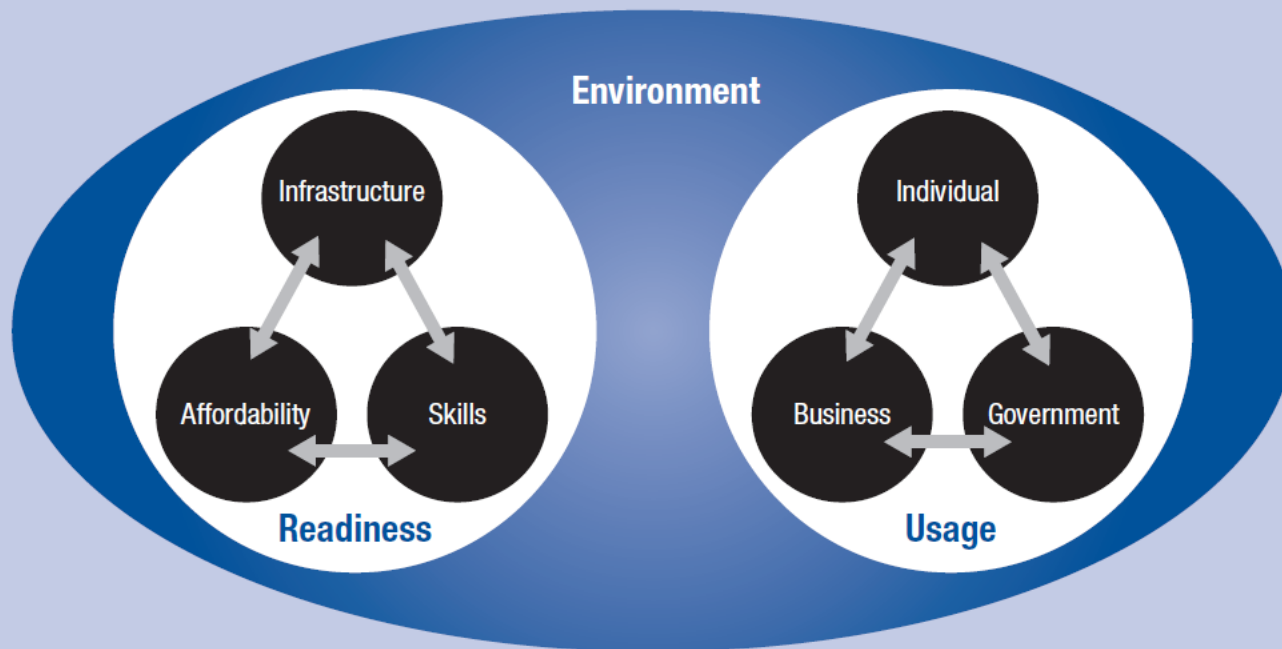 Environment
Infrastructure
Affordability
Skills
Readiness
Individual
Business
Government
Usage